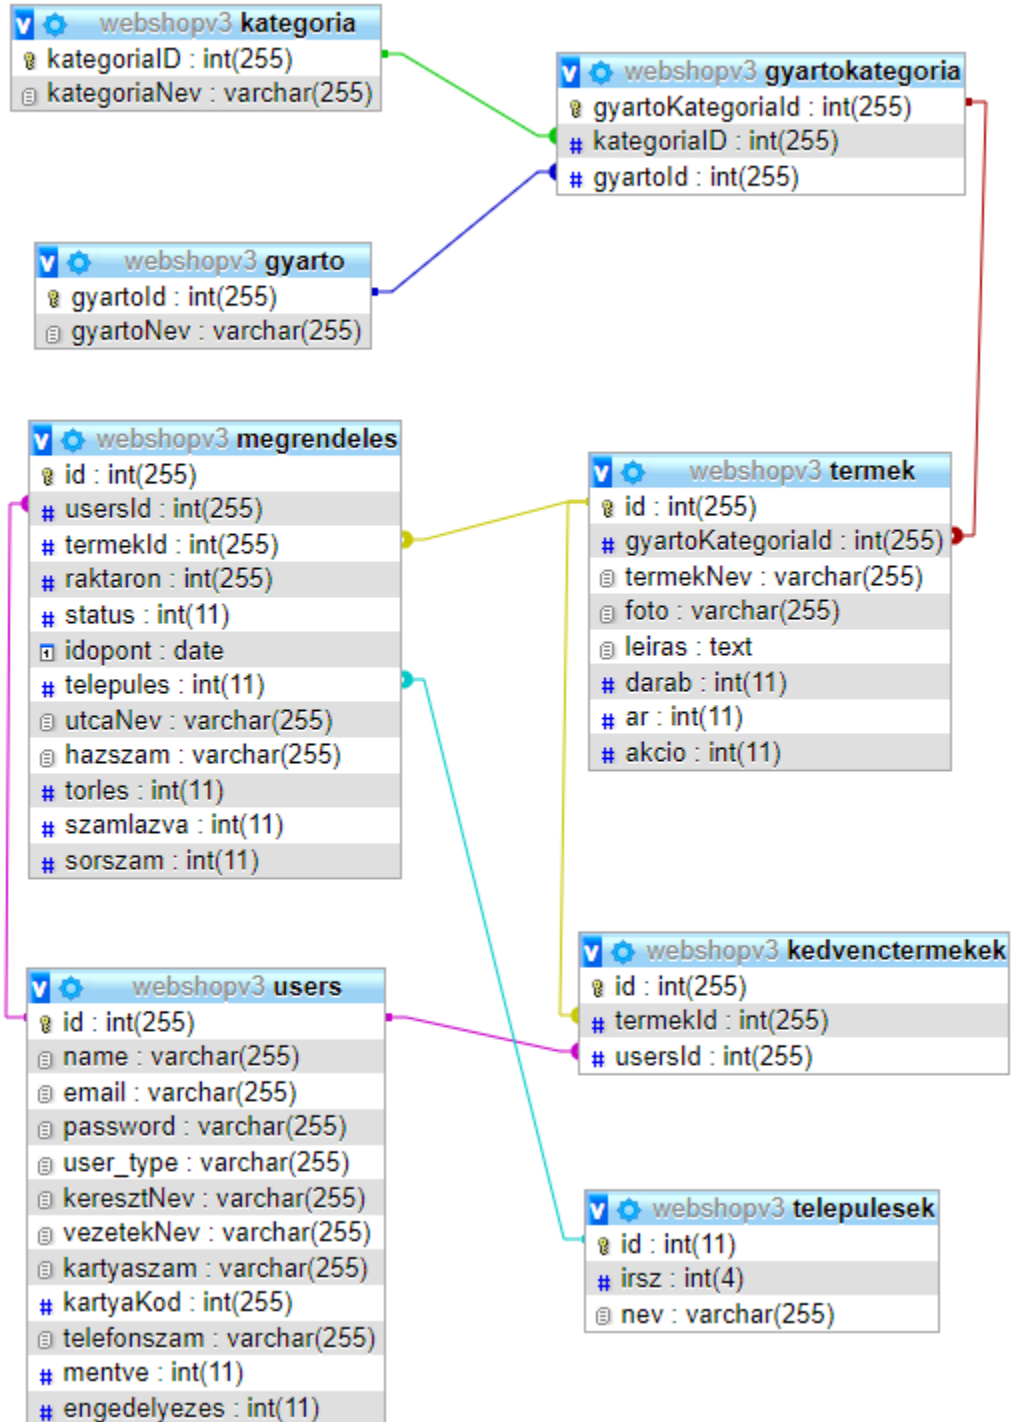 webshopv3 kategoria
kategoriaID : int(255)
kategoriaNev : varchar(255)
webshopv3 gyartokategoria
gyartoKategoriaId : int(255)
kategoriaID : int(255)
gyartoId : int(255)
webshopv3 gyarto
gyartoId : int(255)
gyartoNev : varchar(255)
webshopv3 megrendeles
id : int(255)
usersId : int(255)
termekId : int(255)
raktaron : int(255)
status : int(11)
idopont : date
telepules : int(11)
utcaNev : varchar(255)
hazszam : varchar(255)
torles : int(11)
szamlazva : int(11)
sorszam : int(11)
webshopv3 termek
id : int(255)
gyartoKategoriaId : int(255)
termekNev : varchar(255)
foto : varchar(255)
leiras : text
darab : int(11)
ar : int(11)
akcio : int(11)
webshopv3 kedvenctermekek
id : int(255)
termekId : int(255)
usersId : int(255)
webshopv3 users
id : int(255)
name : varchar(255)
email : varchar(255)
password : varchar(255)
user_type : varchar(255)
keresztNev : varchar(255)
vezetekNev : varchar(255)
kartyaszam : varchar(255)
kartyaKod : int(255)
telefonszam : varchar(255)
mentve : int(11)
engedelyezes : int(11)
webshopv3 telepulesek
id : int(11)
irsz : int(4)
nev : varchar(255)